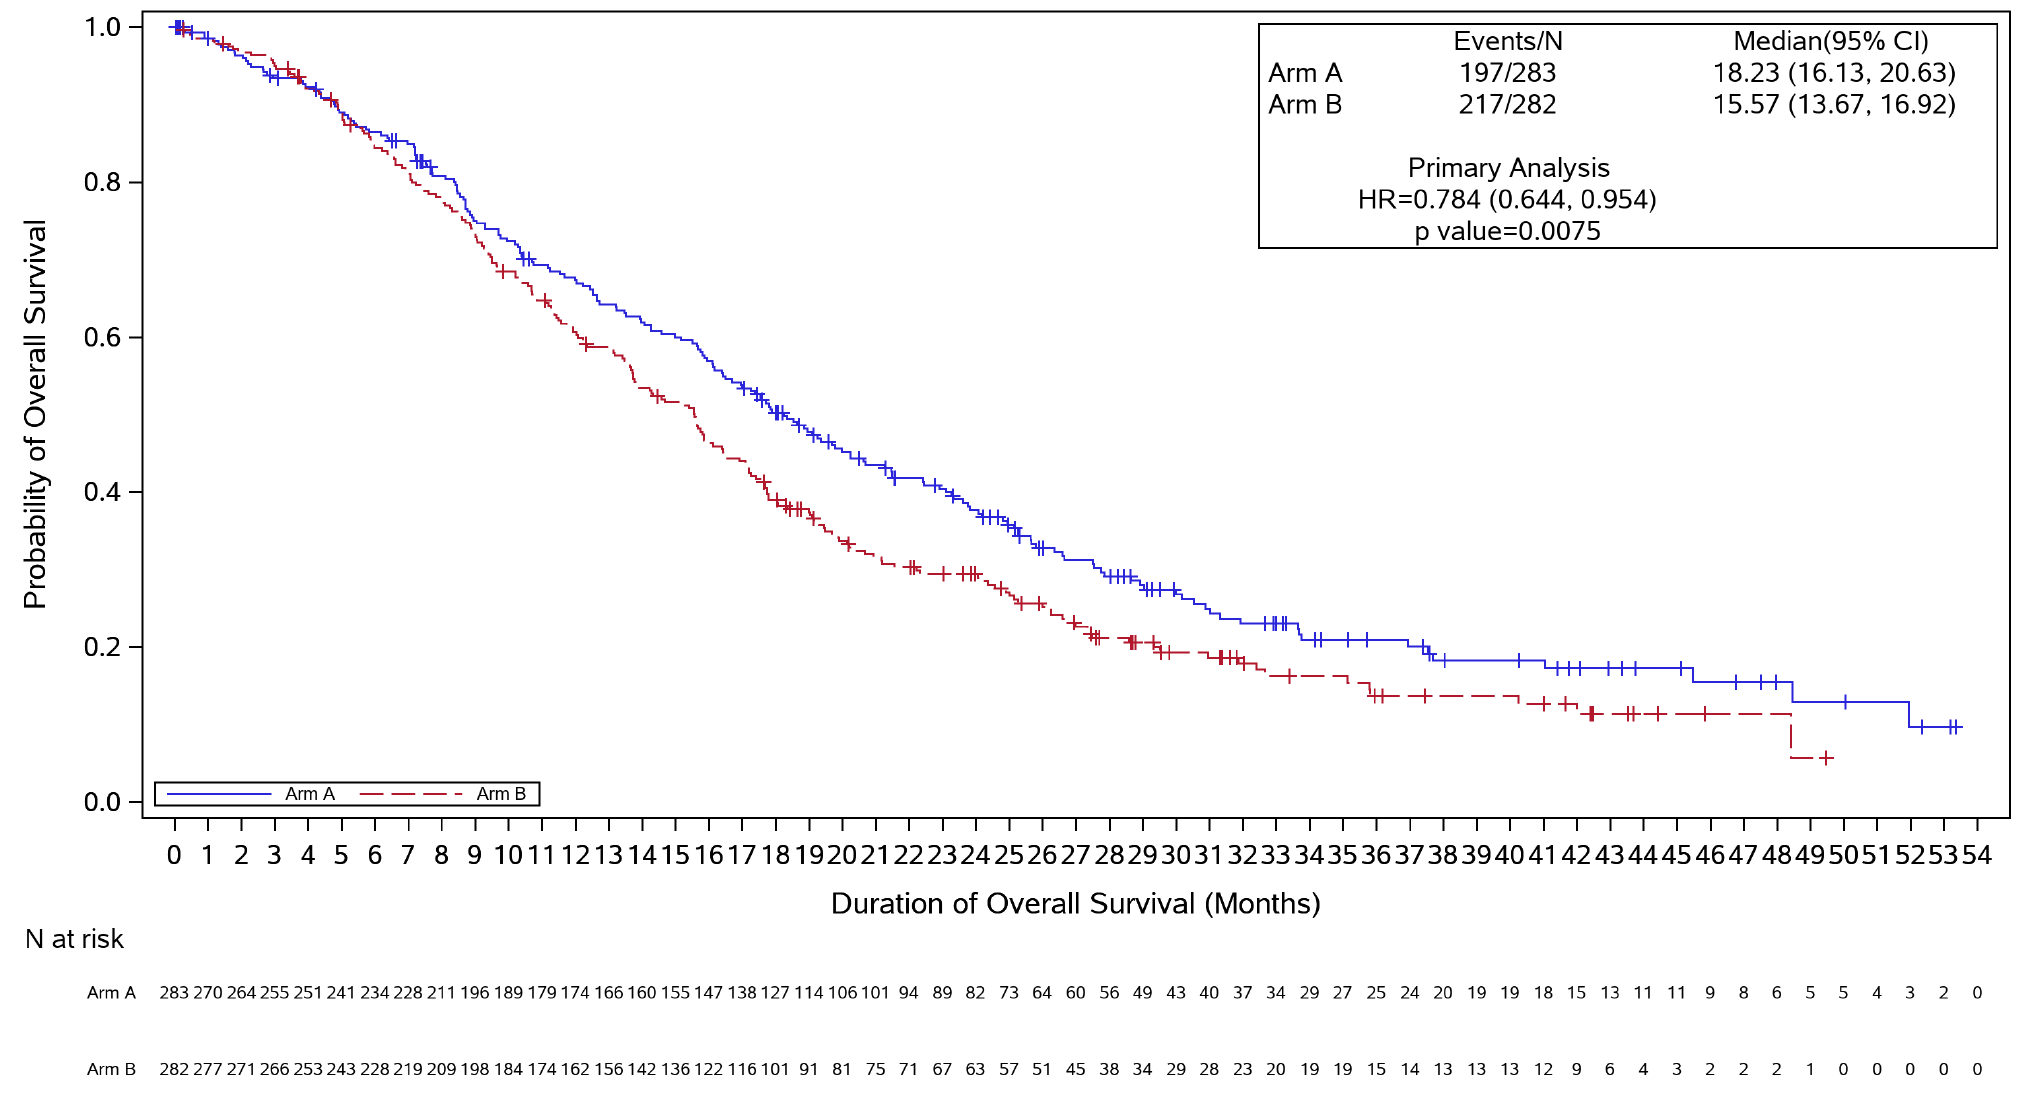 1.0
0.8
0.6
0.4
0.2
0.0
Probability of Overall Survival
Events/N Median(95% CI)
Arm A 197/283 18.23 (16.13, 20.63)
Arm B 217/282 15.57 (13.67, 16.92)
Primary Analysis
HR=0.784 (0.644, 0.954)
p value=0.0075
Arm A Arm B
0 1 2 3 4 5 6 7 8 9 10 11 12 13 14 15 16 17 18 19 20 21 22 23 24 25 26 27 28 29 30 31 32 33 34 35 36 37 38 39 40 41 42 43 44 45 46 47 48 49 50 51 52 53 54
Duration of Overall Survival (Months)
N at risk
Arm A 283 270 264 255 251 241 234 228 211 196 189 179 174 166 160 155 147 138 127 114 106 101 94 89 82 73 64 60 56 49 43 40 37 34 29 27 25 24 20 19 19 18 15 13 11 11 9 8 6 5 5 4 3 2 0
Arm B 282 277 271 266 253 243 228 219 209 198 184 174 162 156 142 136 122 116 101 91 81 75 71 67 63 57 51 45 38 34 29 28 23 20 19 19 15 14 13 13 13 12 9 6 4 3 2 2 2 1 0 0 0 0 0